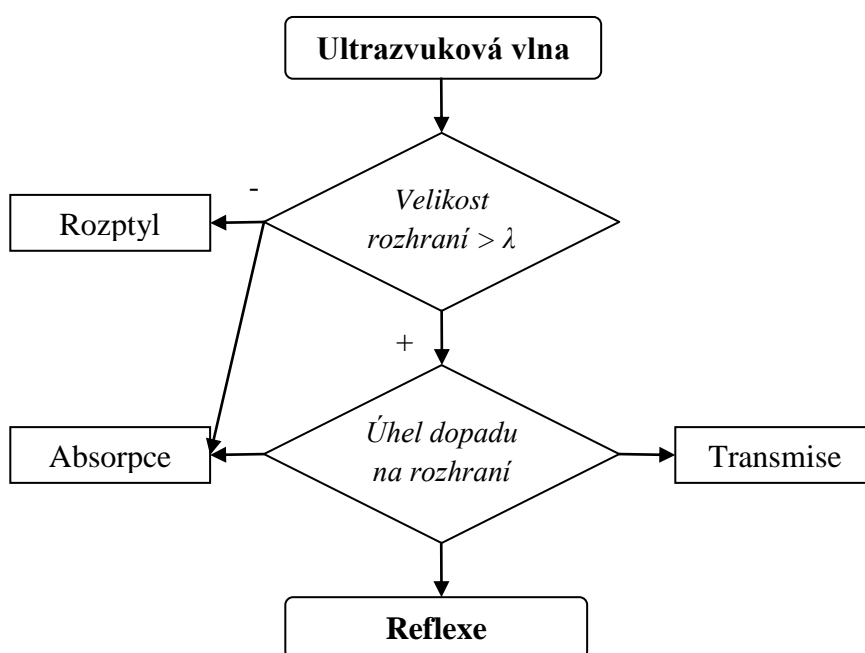 Ultrazvuková vlna
-
Rozptyl
Velikost
rozhraní > λ
+
Absorpce
Úhel dopadu
na rozhraní
Transmise
Reflexe